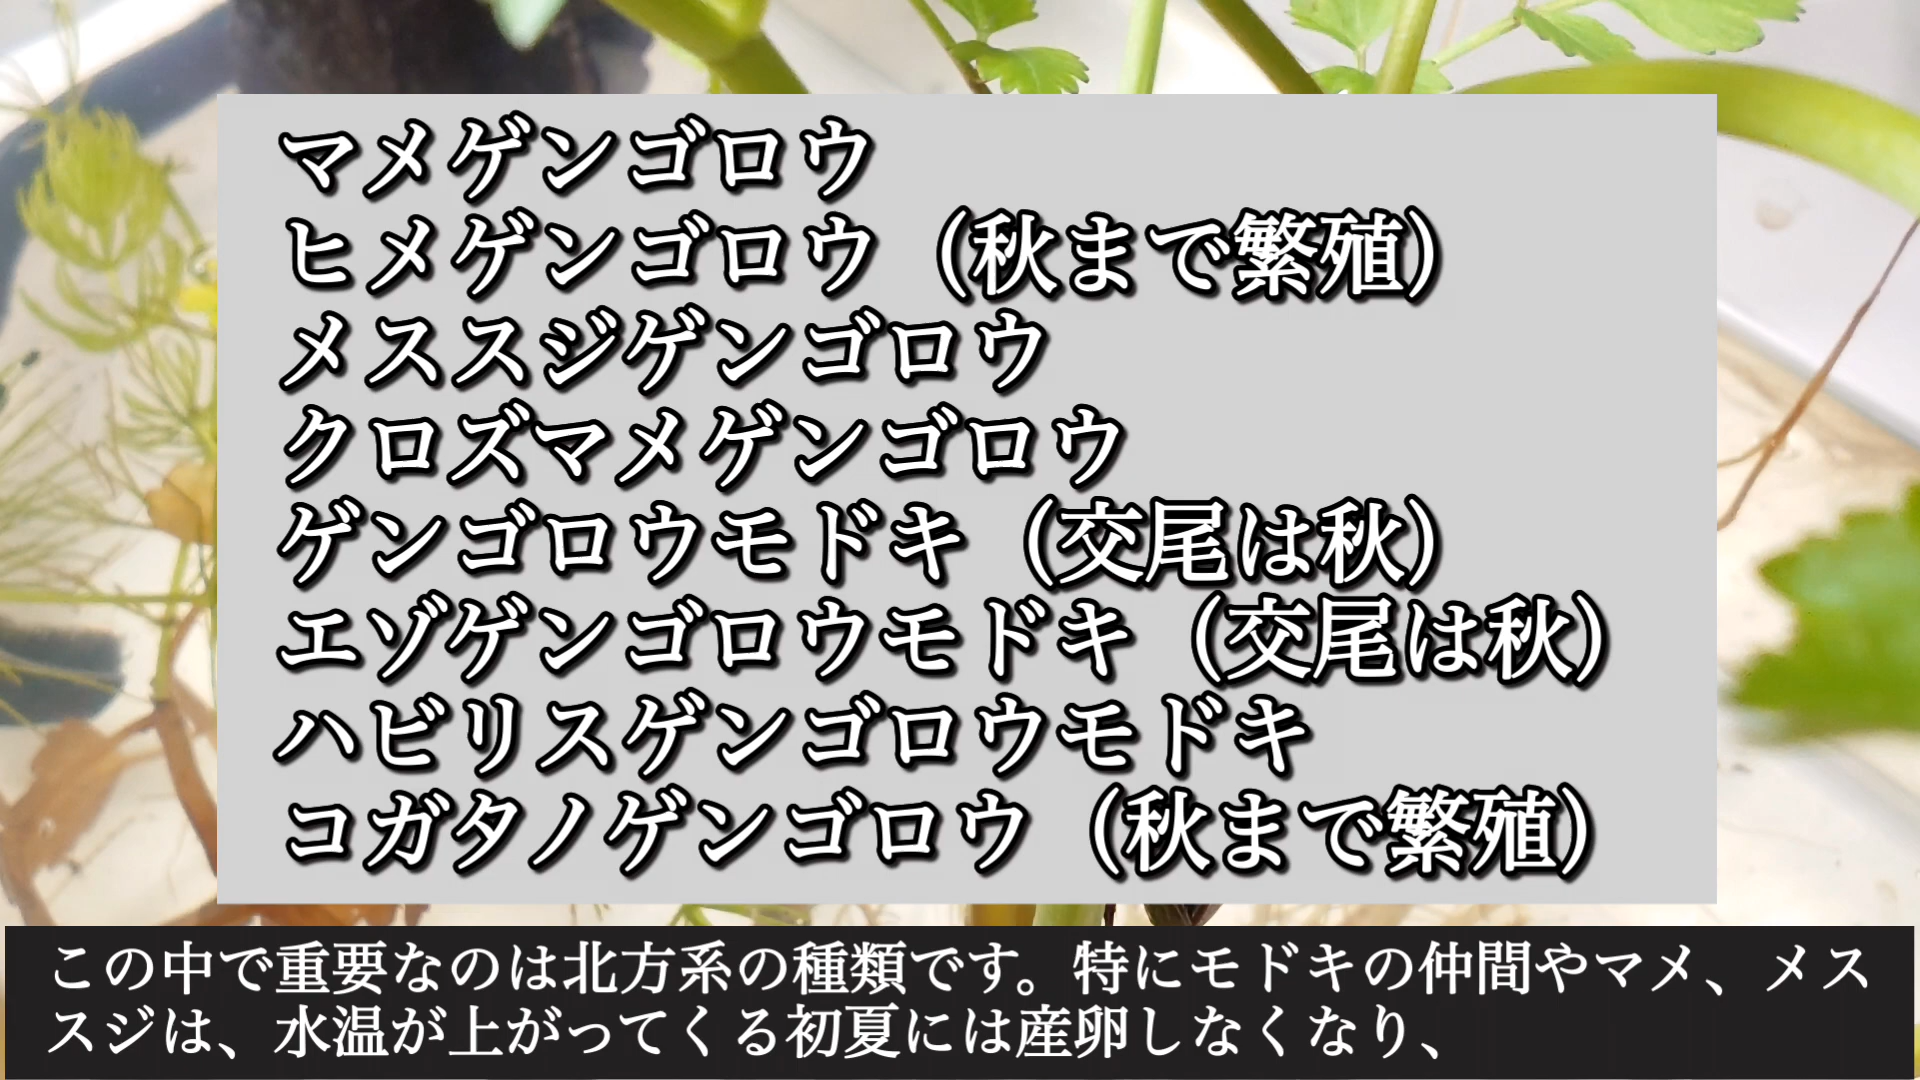 マメゲンゴロウ
ヒメゲンゴロウ（秋まで繁殖）
メススジゲンゴロウ
クロズマメゲンゴロウ
ゲンゴロウモドキ（交尾は秋）
エゾゲンゴロウモドキ（交尾は秋）
ハビリスゲンゴロウモドキ
コガタノゲンゴロウ（秋まで繁殖）
この中で重要なのは北方系の種類です。特にモドキの仲間やマメ、メス
スジは、水温が上がってくる初夏には産卵しなくなり、